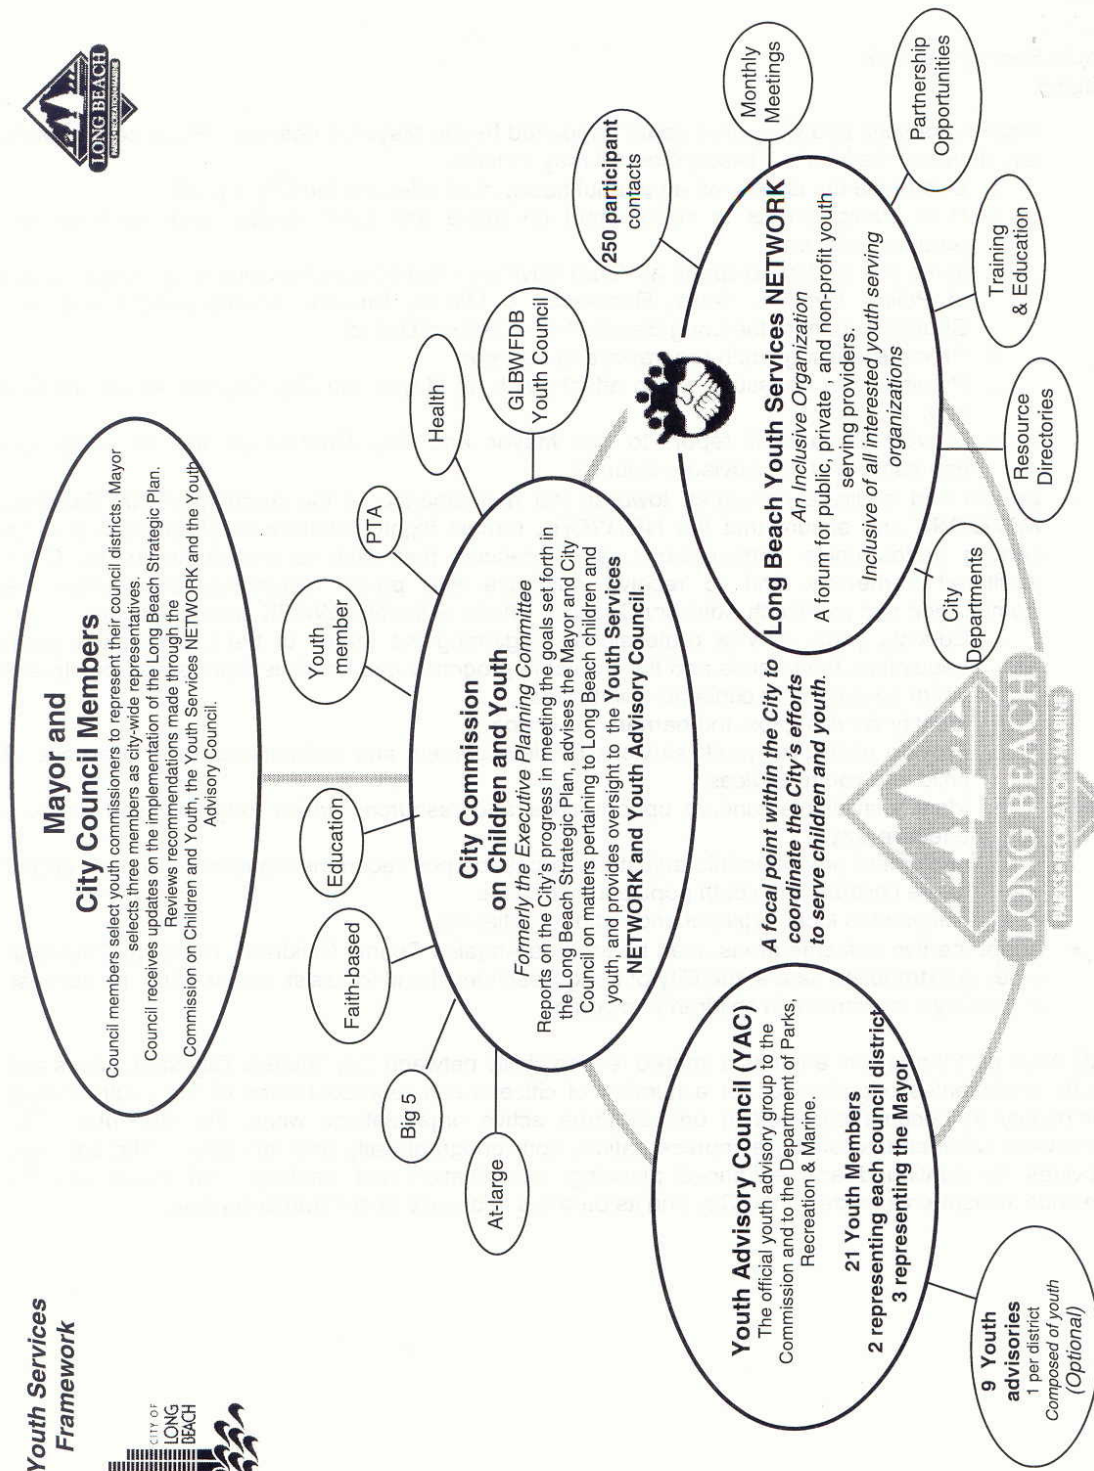 Youth Services
Framework
CITY OF
LONG
BEACH
LONG BEACH
PARKS, RECREATION & MARINE
Mayor and
City Council Members
Council members select youth commissioners to represent their council districts. Mayor
selects three members as city-wide representatives.
Council receives updates on the implementation of the Long Beach Strategic Plan.
Reviews recommendations made through the
Commission on Children and Youth, the Youth Services NETWORK and the Youth
Advisory Council.
At-large
Big 5
Faith-based
Education
Youth
member
PTA
Health
GLBWFDB
Youth Council
City Commission
on Children and Youth
Formerly the Executive Planning Committee
Reports on the City's progress in meeting the goals set forth in
the Long Beach Strategic Plan, advises the Mayor and City
Council on matters pertaining to Long Beach children and
youth, and provides oversight to the Youth Services
NETWORK and Youth Advisory Council.
Youth Advisory Council (YAC)
The official youth advisory group to the
Commission and to the Department of Parks,
Recreation & Marine.
21 Youth Members
2 representing each council district
3 representing the Mayor
9 Youth
advisories
1 per district
Composed of youth
(Optional)
A focal point within the City to
coordinate the City's efforts
to serve children and youth.
LONG BEACH
PARKS, RECREATION & MARINE
Long Beach Youth Services NETWORK
An Inclusive Organization
A forum for public, private and non-profit youth
serving providers.
Inclusive of all interested youth serving
organizations
250 participant
contacts
Monthly
Meetings
Partnership
Opportunities
Training
& Education
Resource
Directories
City
Departments